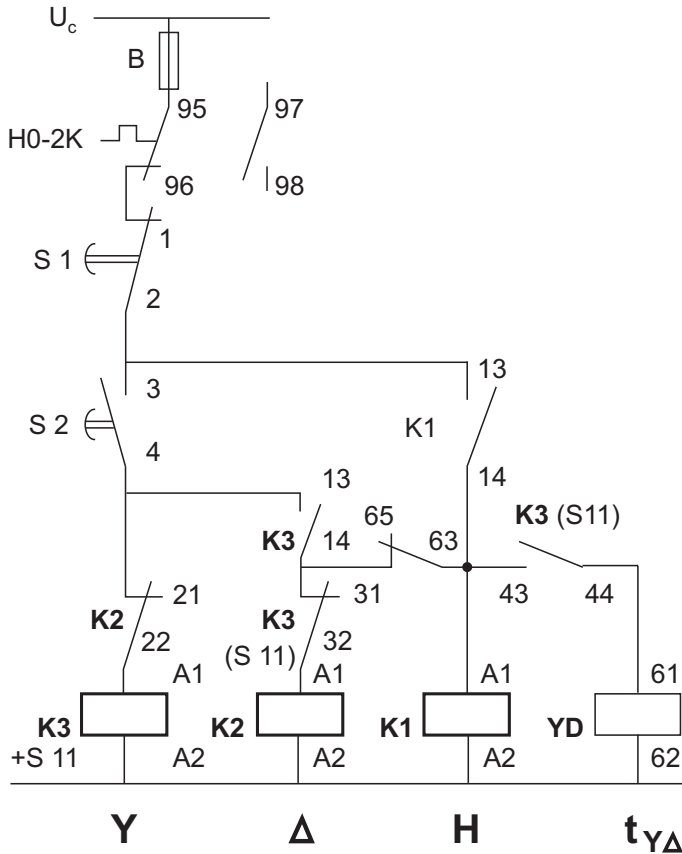 Uc
B
95
97
H0-2K
96
98
1
S 1
2
3
13
S 2
K1
4
14
13
65
K3 (S11)
K3
14
63
43
44
21
31
K2
K3
22
32
(S 11)
A1
A1
A1
61
K3
K2
K1
YD
+S 11
A2
A2
A2
62
Y
Δ
H
tYΔ